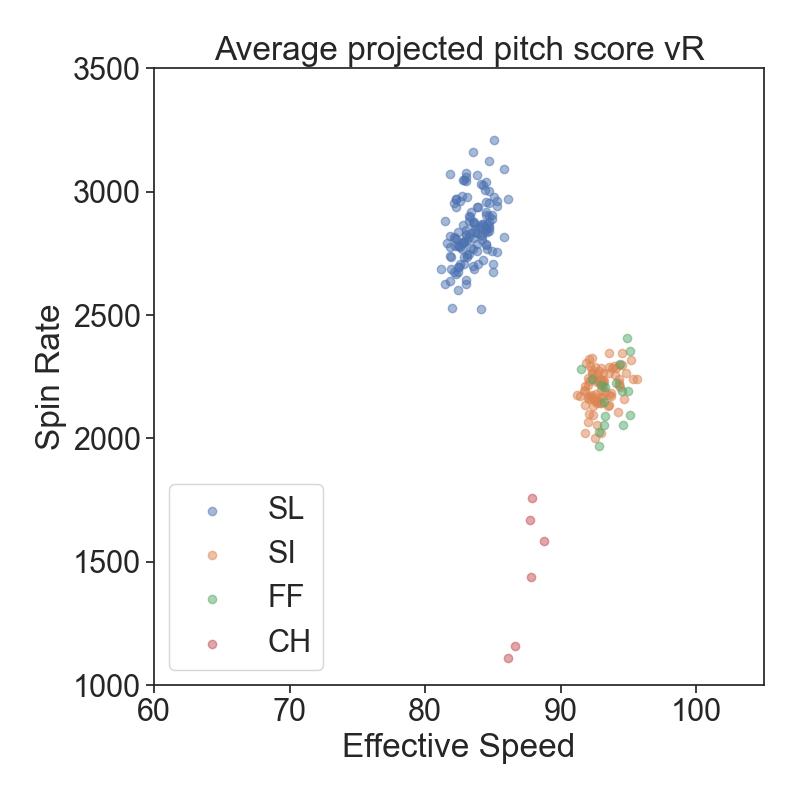 Average projected pitch score vR
3500
3000
2500
2000
1500
1000
Spin Rate
SL
SI
FF
CH
60 70 80 90 100
Effective Speed